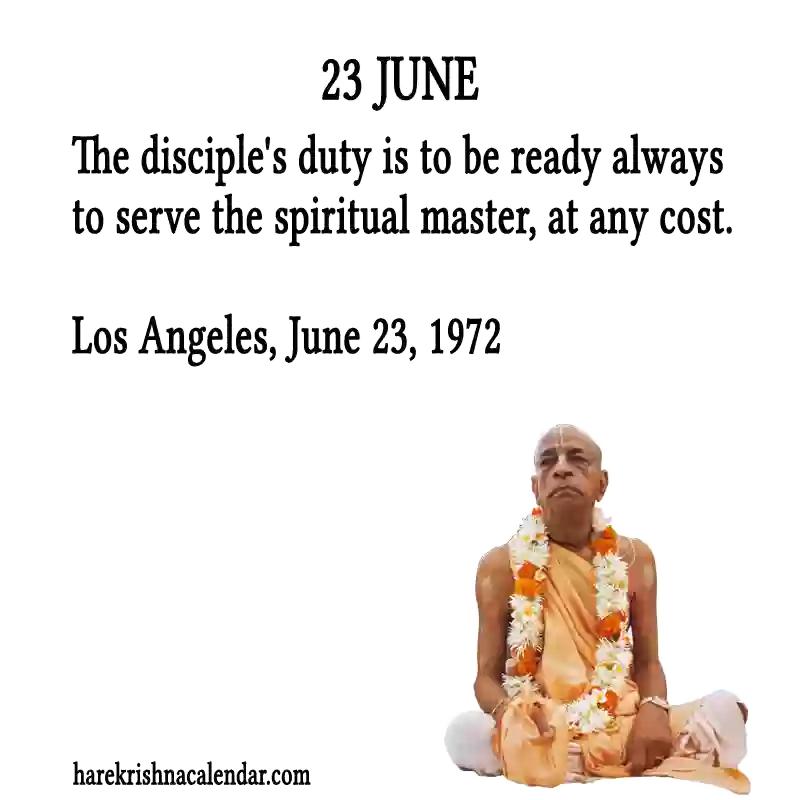 23 JUNE
The disciple's duty is to be ready always
to serve the spiritual master, at any cost.
Los Angeles, June 23, 1972
harekrishnacalendar.com